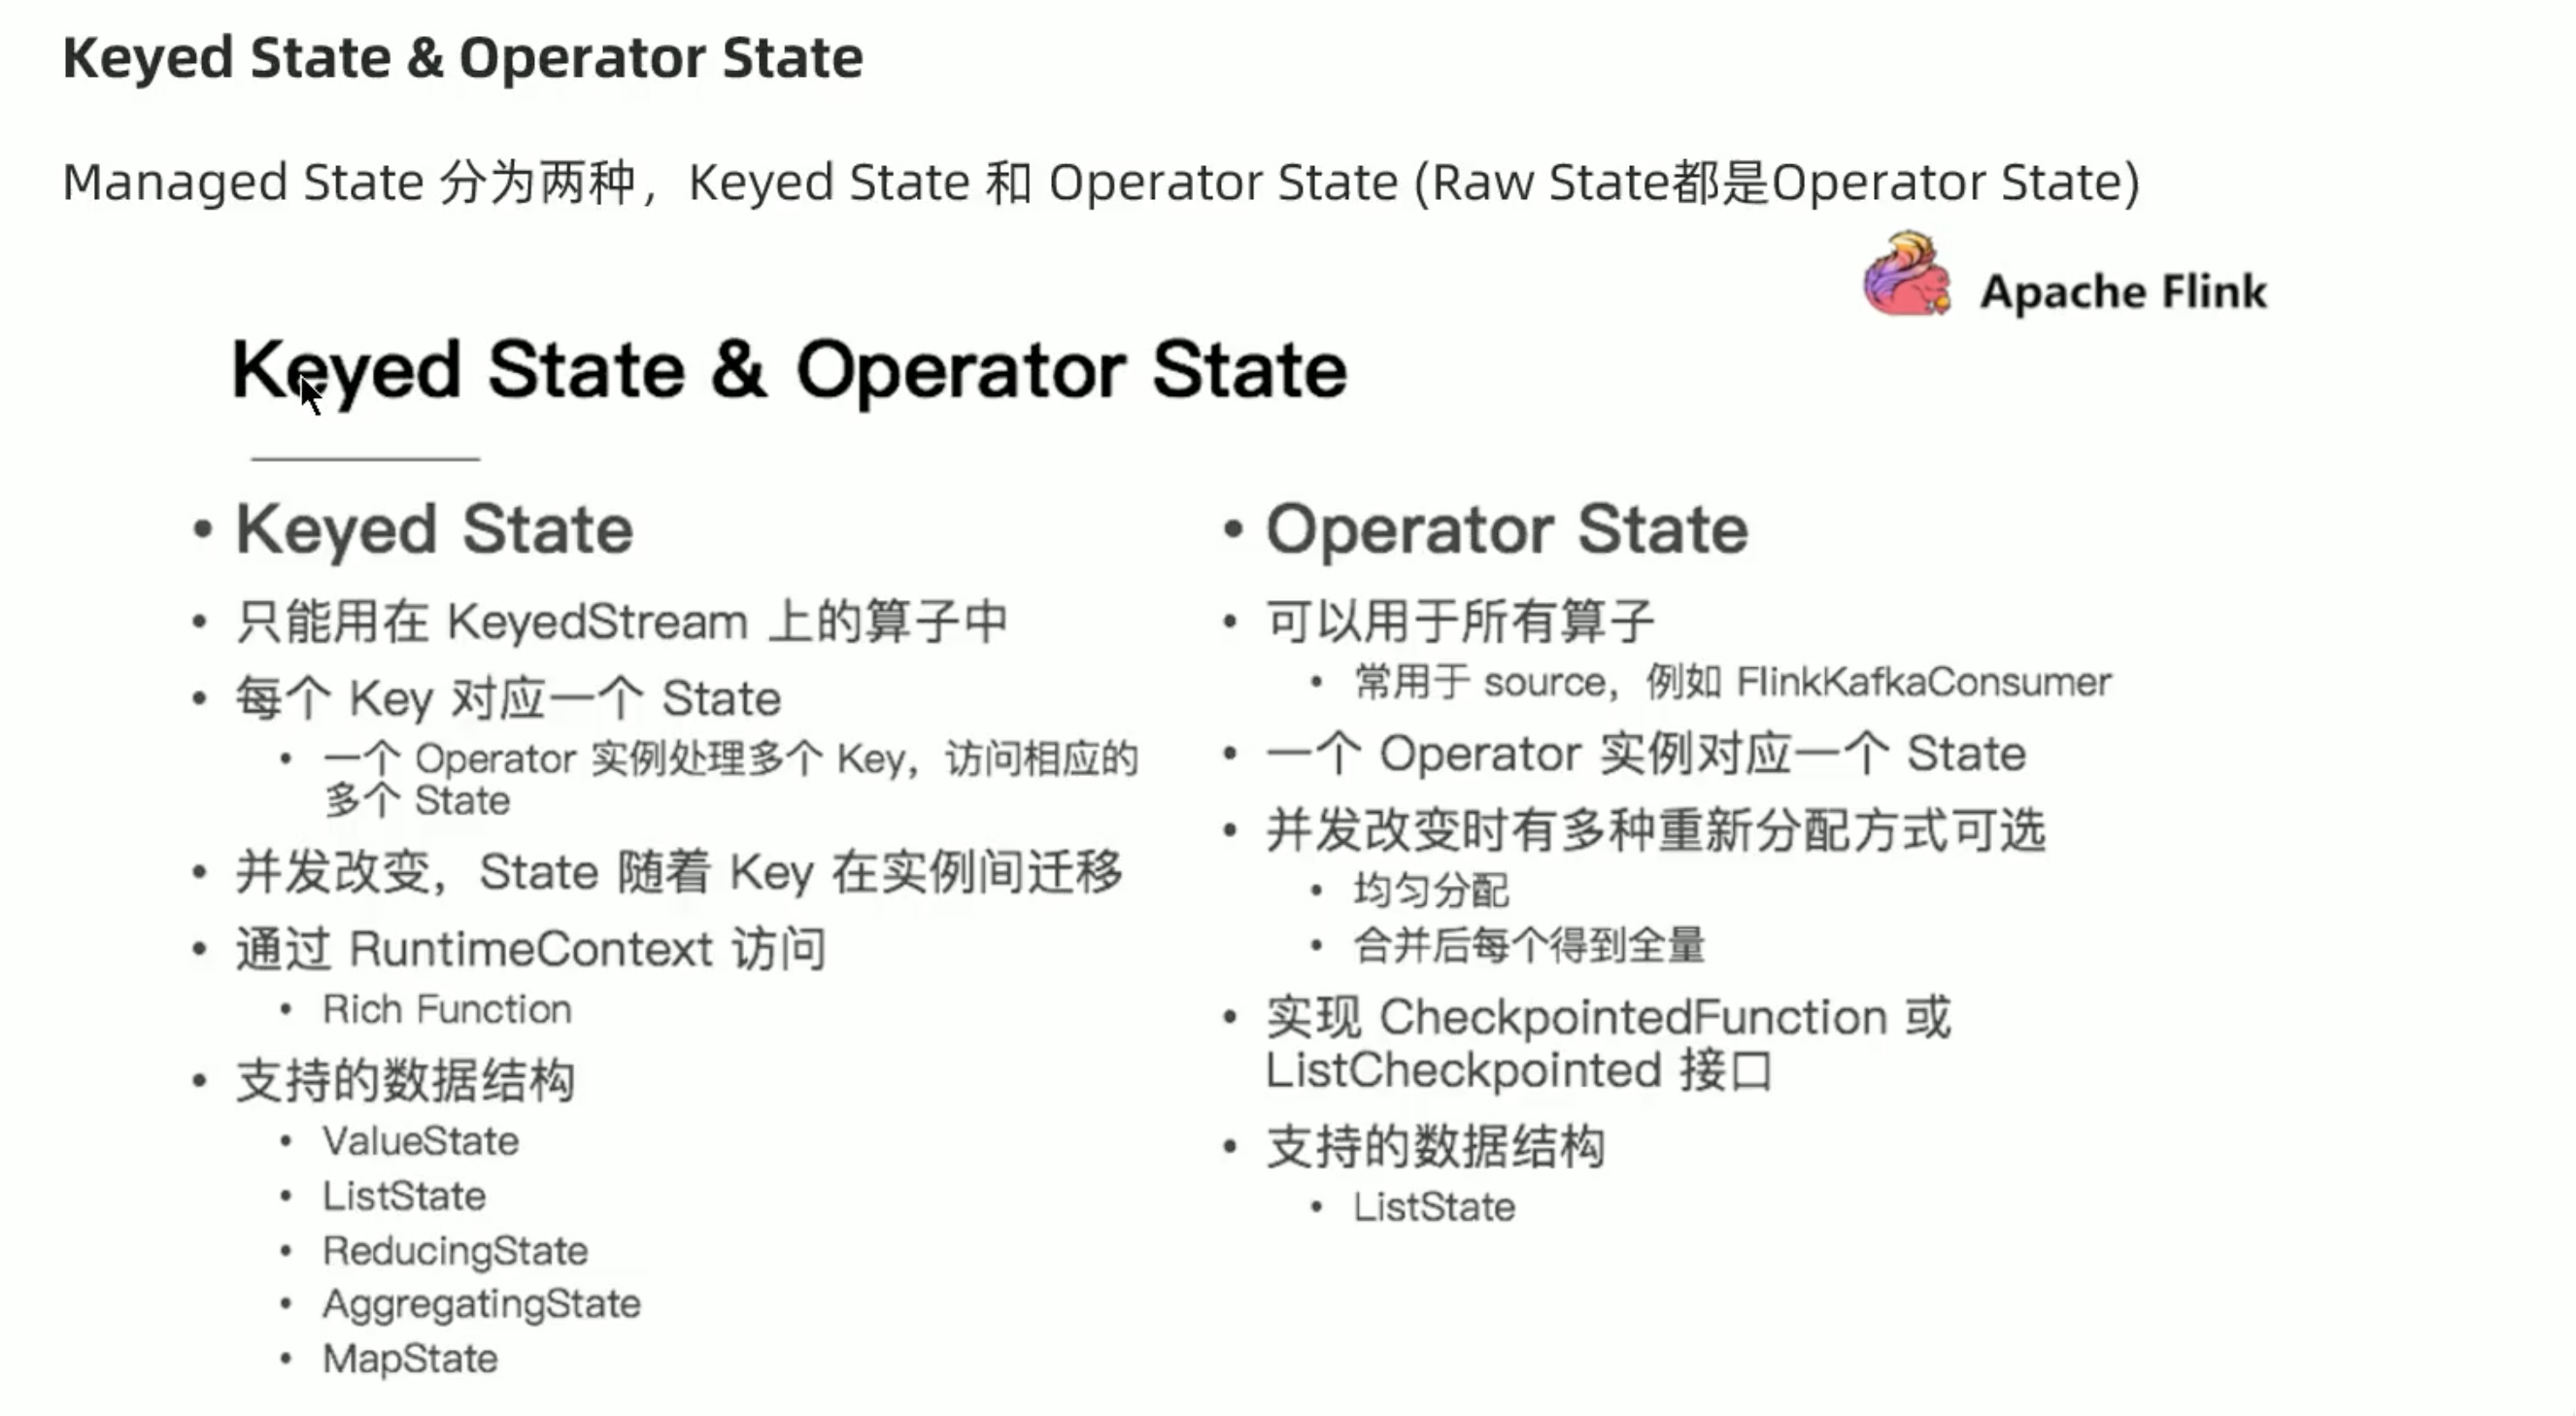 Keyed State & Operator State
Managed State 分为两种，Keyed State 和 Operator State (Raw State都是Operator State)
Apache Flink
Keyed State & Operator State
• Keyed State
• 只能用在 KeyedStream 上的算子中
• 每个 Key 对应一个 State
• 一个 Operator 实例处理多个 Key，访问相应的
多个 State
• 并发改变，State 随着 Key 在实例间迁移
• 通过 RuntimeContext 访问
• Rich Function
• 支持的数据结构
• ValueState
• ListState
• ReducingState
• AggregatingState
• MapState
• Operator State
• 可以用于所有算子
• 常用于 source，例如 FlinkKafkaConsumer
• 一个 Operator 实例对应一个 State
• 并发改变时有多种重新分配方式可选
• 均匀分配
• 合并后每个得到全量
• 实现 CheckpointedFunction 或
ListCheckpointed 接口
• 支持的数据结构
• ListState